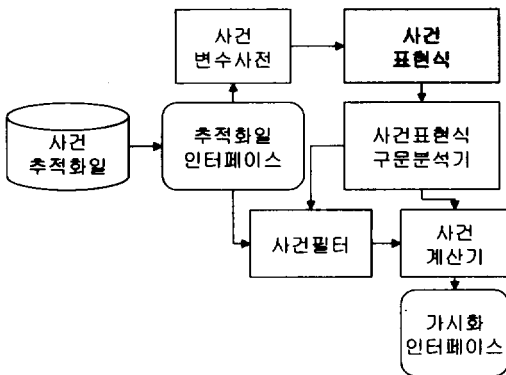 사건
변수사전
사건
표현식
사건
추적화일
추적화일
인터페이스
사건표현식
구문분석기
사건필터
사건
계산기
가시화
인터페이스